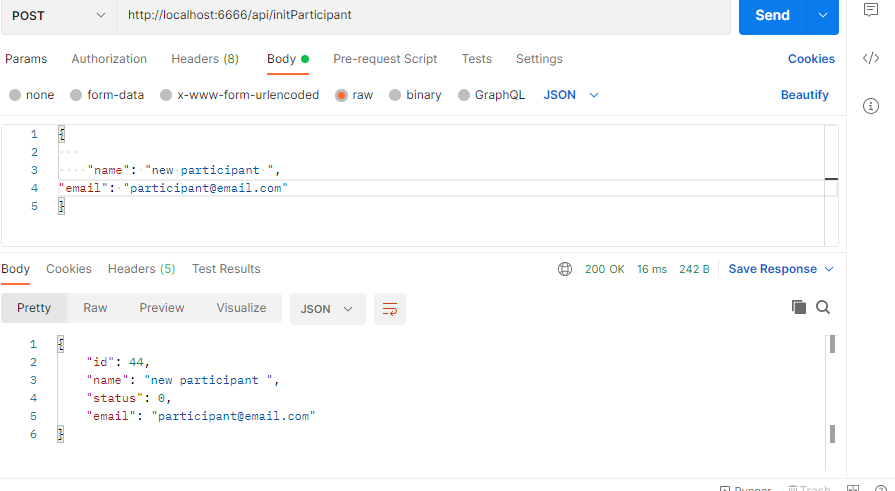 POST http://localhost:6666/api/initParticipant Send
Params Authorization Headers (8) Body Pre-request Script Tests Settings Cookies
none form-data x-www-form-urlencoded raw binary GraphQL JSON Beautify
1 {
2 ···
3 ····"name": "new participant ",
4 "email": "participant@email.com"
5 }
Body Cookies Headers (5) Test Results 200 OK 16 ms 242 B Save Response
Pretty Raw Preview Visualize JSON
1 {
2 "id": 44,
3 "name": "new participant ",
4 "status": 0,
5 "email": "participant@email.com"
6 }
Runner Trash